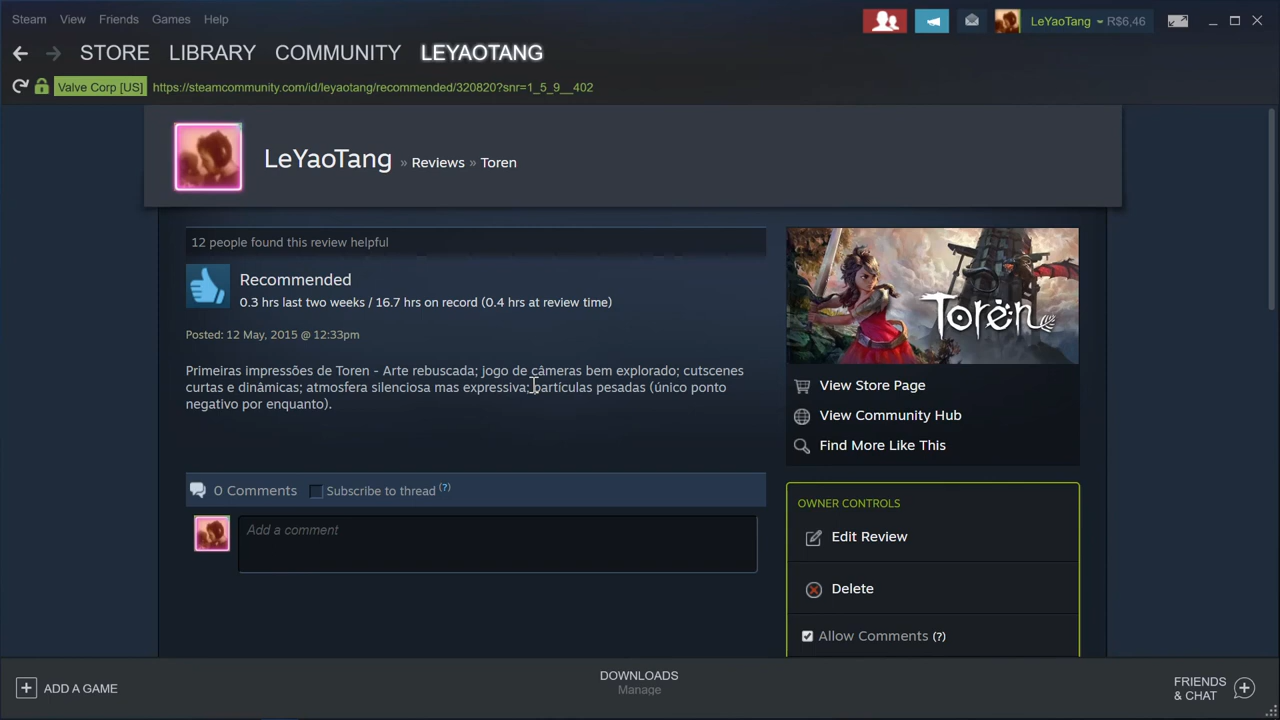 Steam View Friends Games Help
LeYaoTang R$6,46
STORE LIBRARY COMMUNITY LEYAOTANG
Valve Corp [US] https://steamcommunity.com/id/leyaotang/recommended/320820?snr=1_5_9__402
LeYaoTang » Reviews » Toren
12 people found this review helpful
Recommended
0.3 hrs last two weeks / 16.7 hrs on record (0.4 hrs at review time)
Posted: 12 May, 2015 @ 12:33pm
Primeiras impressões de Toren - Arte rebuscada; jogo de câmeras bem explorado; cutscenes
curtas e dinâmicas; atmosfera silenciosa mas expressiva; partículas pesadas (único ponto
negativo por enquanto).
0 Comments Subscribe to thread (?)
Add a comment
Toren
View Store Page
View Community Hub
Find More Like This
OWNER CONTROLS
Edit Review
Delete
Allow Comments (?)
ADD A GAME
DOWNLOADS
Manage
FRIENDS
& CHAT